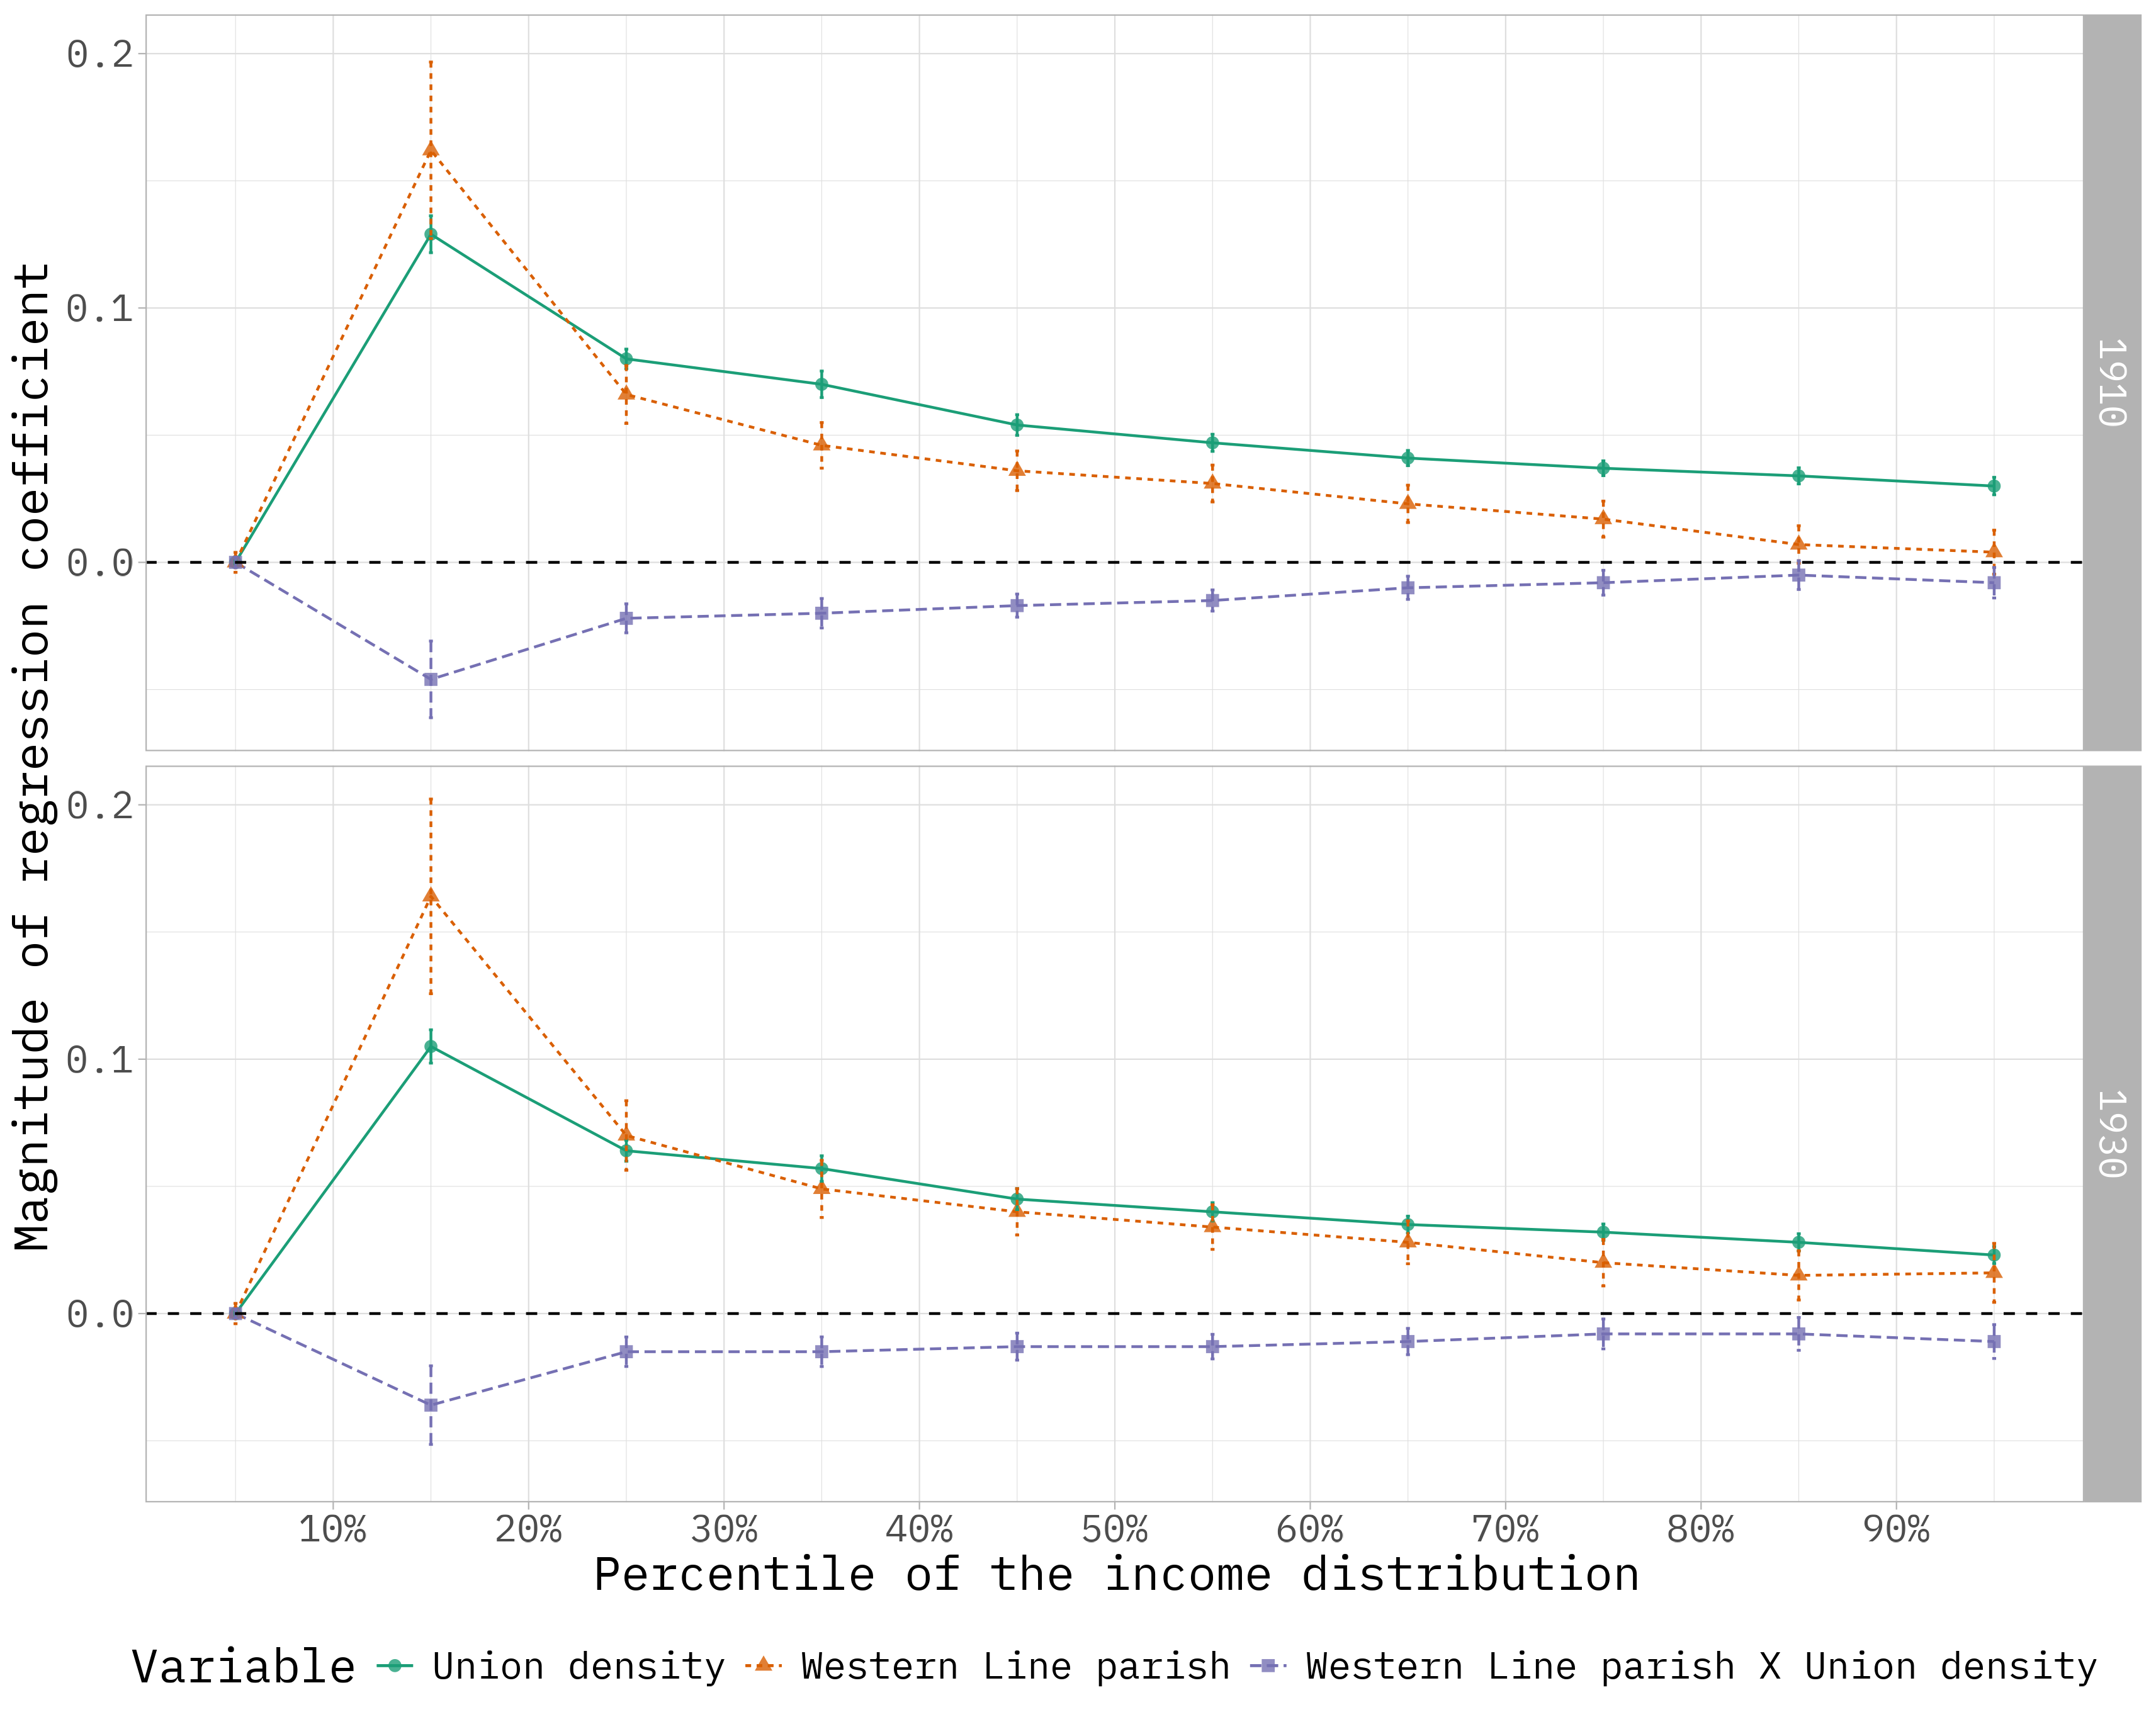 Magnitude of regression coefficient
0.2
0.1
0.0
1910
0.2
0.1
0.0
1930
10% 20% 30% 40% 50% 60% 70% 80% 90%
Percentile of the income distribution
Variable Union density Western Line parish Western Line parish X Union density